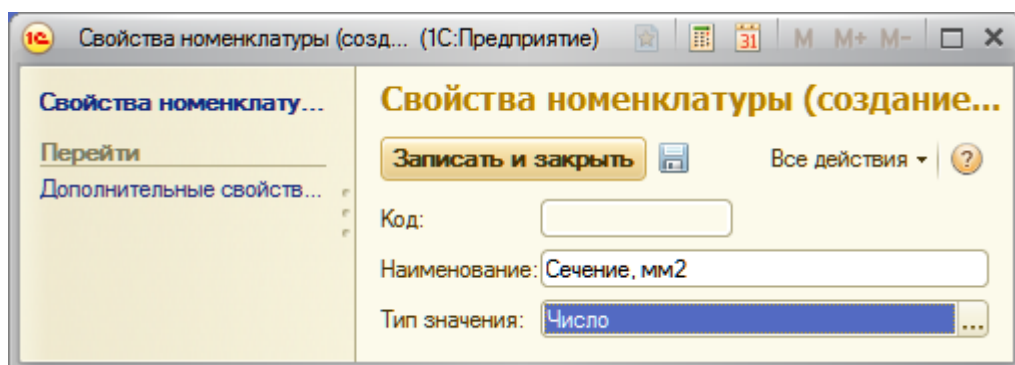 1С Свойства номенклатуры (созд... (1С:Предприятие) 31 M M+ M-
Свойства номенклату...
Перейти
Дополнительные свойств...
Свойства номенклатуры (создание...
Записать и закрыть Все действия ?
Код:
Наименование: Сечение, мм2
Тип значения: Число ...